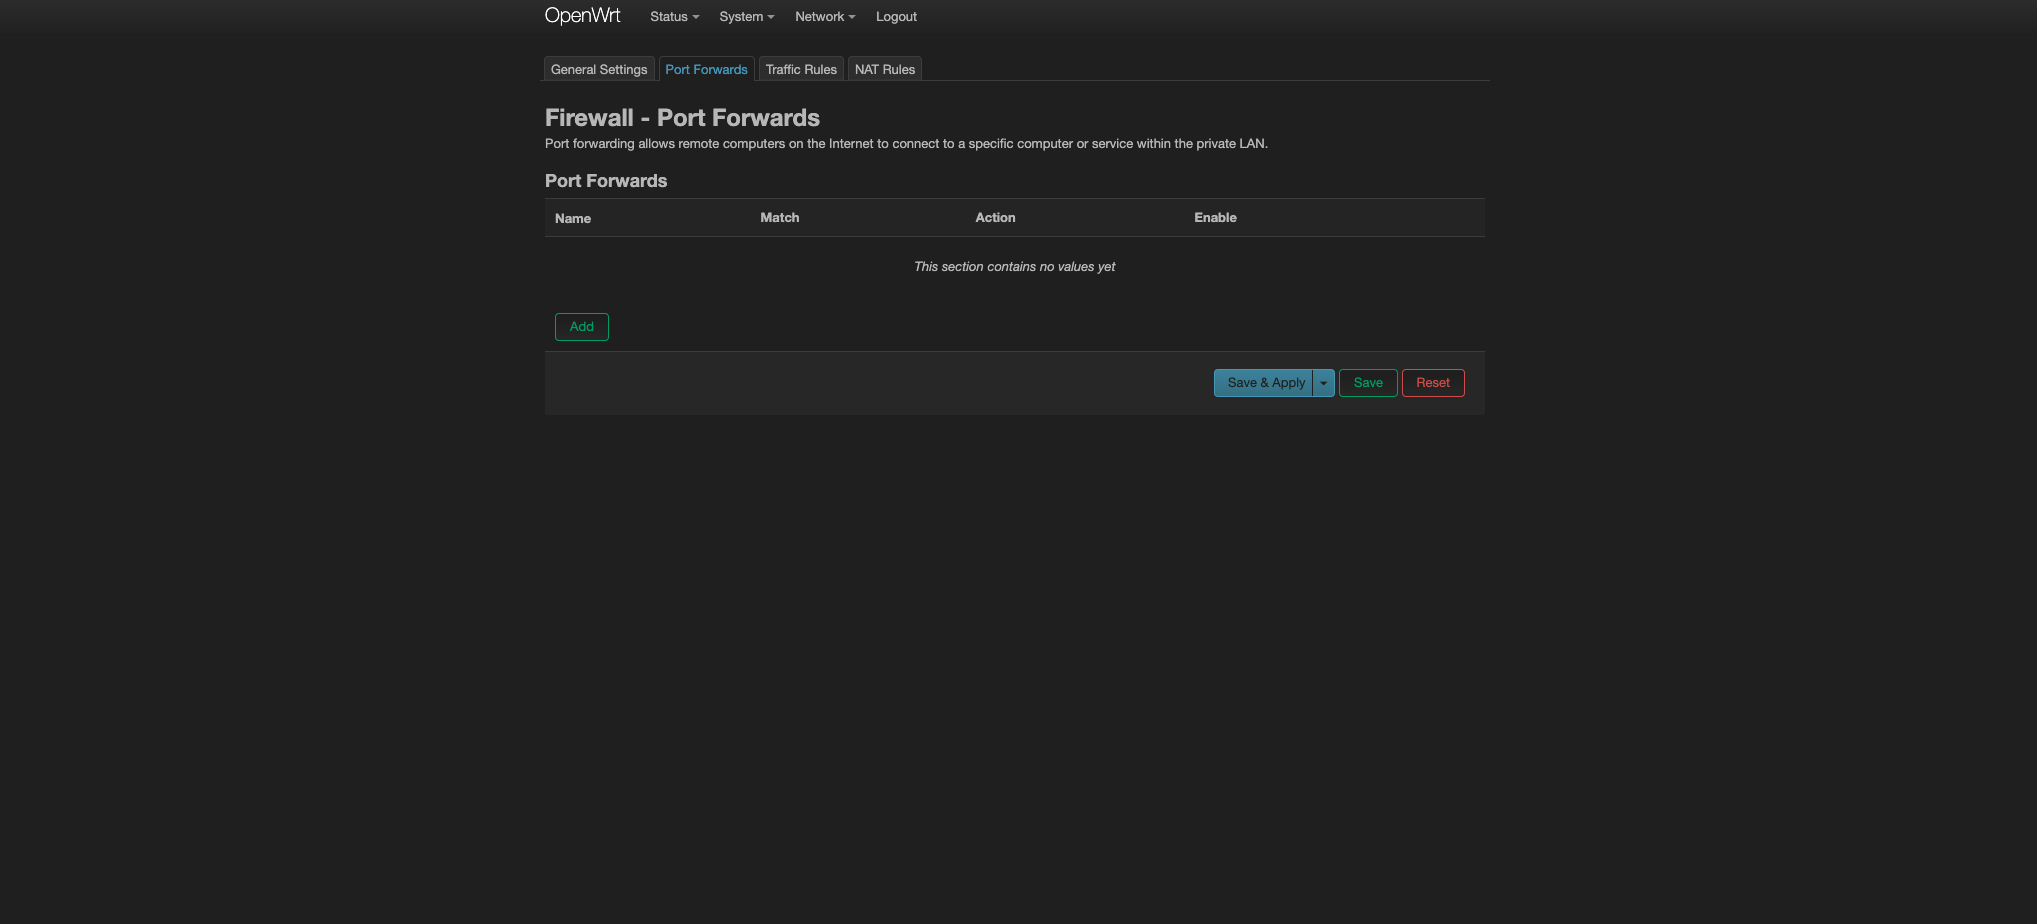 OpenWrt Status System Network Logout
General Settings Port Forwards Traffic Rules NAT Rules
Firewall - Port Forwards
Port forwarding allows remote computers on the Internet to connect to a specific computer or service within the private LAN.
Port Forwards
Name Match Action Enable
This section contains no values yet
Add
Save & Apply Save Reset